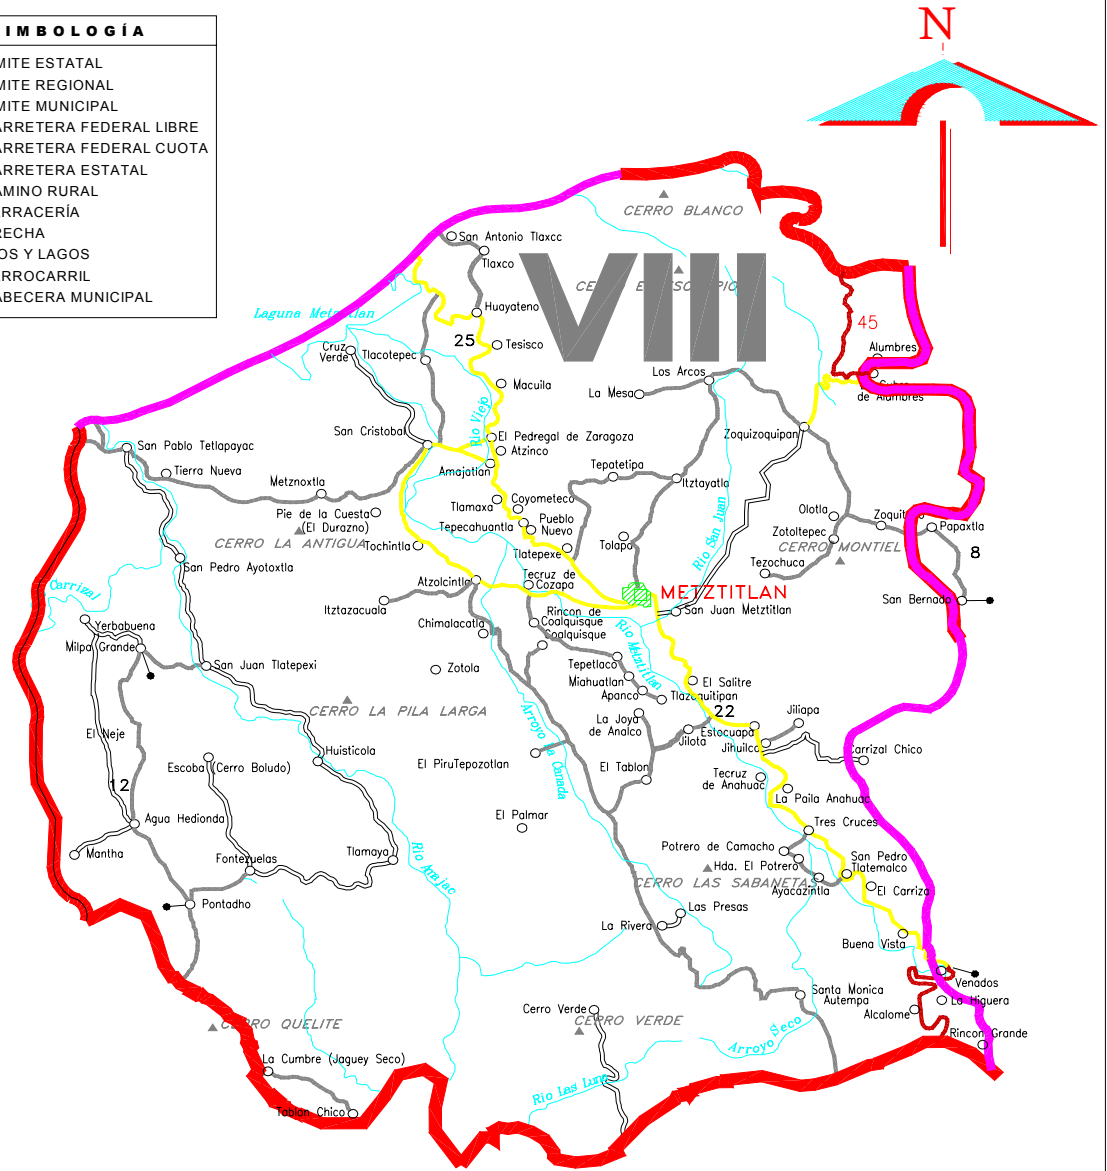 IMBOLOGÍA
MITE ESTATAL
MITE REGIONAL
MITE MUNICIPAL
ARRETERA FEDERAL LIBRE
ARRETERA FEDERAL CUOTA
ARRETERA ESTATAL
AMINO RURAL
RRACERÍA
RECHA
OS Y LAGOS
RROCARRIL
ABECERA MUNICIPAL
N
CERRO BLANCO
San Antonio Tlaxcc
Tlaxco
VIII
Huayateno
Laguna Metztitlan
25
45
Tesisco
Cruz
Verde
Tlacotepec
Alumbres
Los Arcos
Macuila
La Mesa
de Alumbres
Rio Viejo
San Cristobal
El Pedregal de Zaragoza
Zoquizoquipan
San Pablo Tetlapayac
Atzinco
Amajatlan
Tierra Nueva
Tepatetipa
Metznoxtla
Itztayatla
Tlamaxa
Coyometeco
Pie de la Cuesta
(El Durazno)
Olotla
Pueblo
Nuevo
Tepecahuantla
Papaxtla
Zototepec
CERRO LA ANTIGUA
Tochintla
Tolapa
Rio San Juan
CERRO MONTIEL
Tlatepexe
8
San Pedro Ayotoxtla
Tezochuca
Atzolcintla
Tecruz de
Cozapa
METZTITLAN
Carrizal
Itztazacuala
San Bernado
San Juan Metztitlan
Rincon de
Coalquisque
Coalquisque
Yerbabuena
Chimalacatla
Rio Metztitlan
Milpa Grande
San Juan Tlatepexi
Zotola
Tepetlaco
Miahuatlan
El Salitre
Apanco
Tlazoquitipan
CERRO LA PILA LARGA
22
La Joya
de Analco
Jiliapa
Estocuapa
Jilota
Jihuilco
El Neje
Arroyo La Canada
Huisticola
Carrizal Chico
Escoba (Cerro Boludo)
El PiruTepozotlan
El Tablon
Tecruz
de Anahuac
12
La Paila Anahuac
El Palmar
Agua Hedionda
Tres Cruces
Mantha
Fontezuelas
Tlamaya
Rio Amajac
Potrero de Camacho
San Pedro
Tlatemalco
Hda. El Potrero
CERRO LAS SABANETAS
Ayacazintla
El Carriza
Pontadho
Las Presas
La Rivera
Buena Vista
Venados
Santa Monica
Autempa
La Higuera
Alcalome
Cerro Verde
CERRO VERDE
CERRO QUELITE
Arroyo Seco
Rincon Grande
La Cumbre (Jaguey Seco)
Rio Las Lun
Tablon Chico